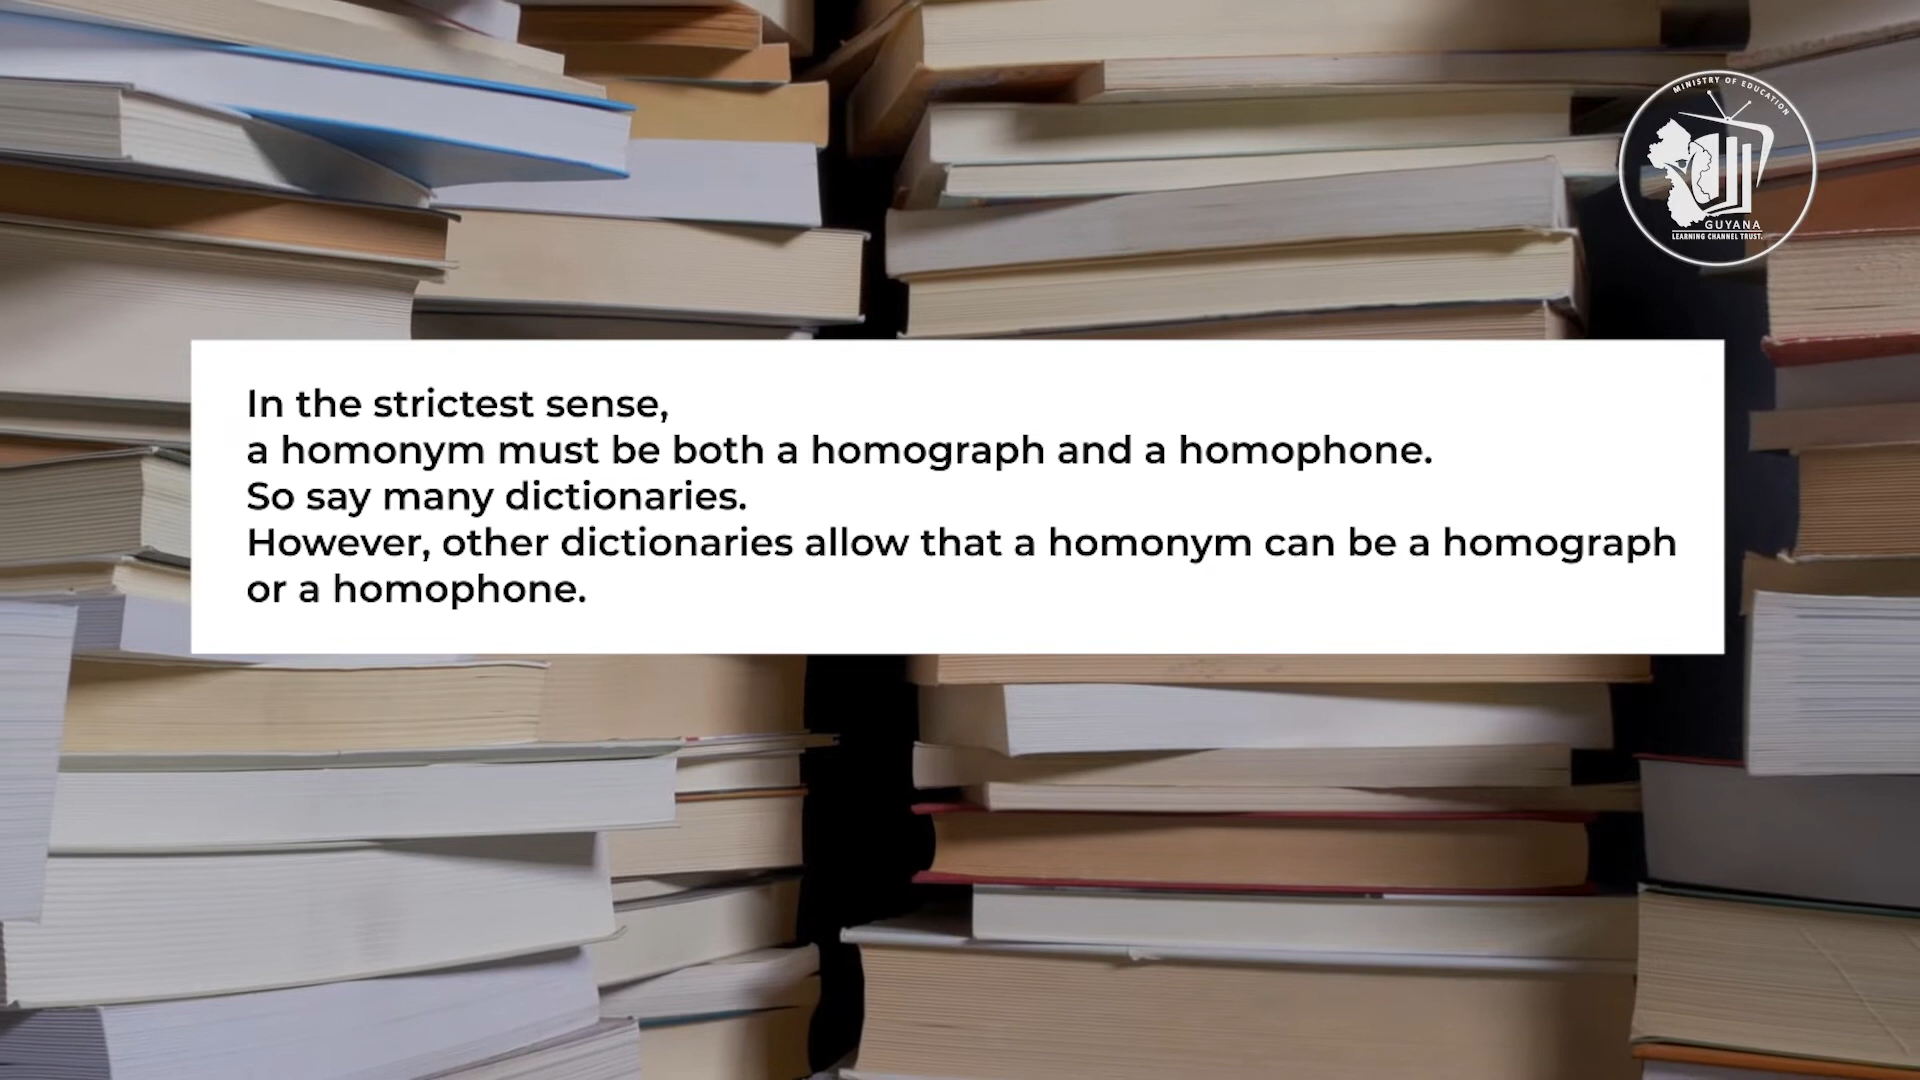 MINISTRY OF EDUCATION
GUYANA
LEARNING CHANNEL TRUST.
In the strictest sense,
a homonym must be both a homograph and a homophone.
So say many dictionaries.
However, other dictionaries allow that a homonym can be a homograph
or a homophone.